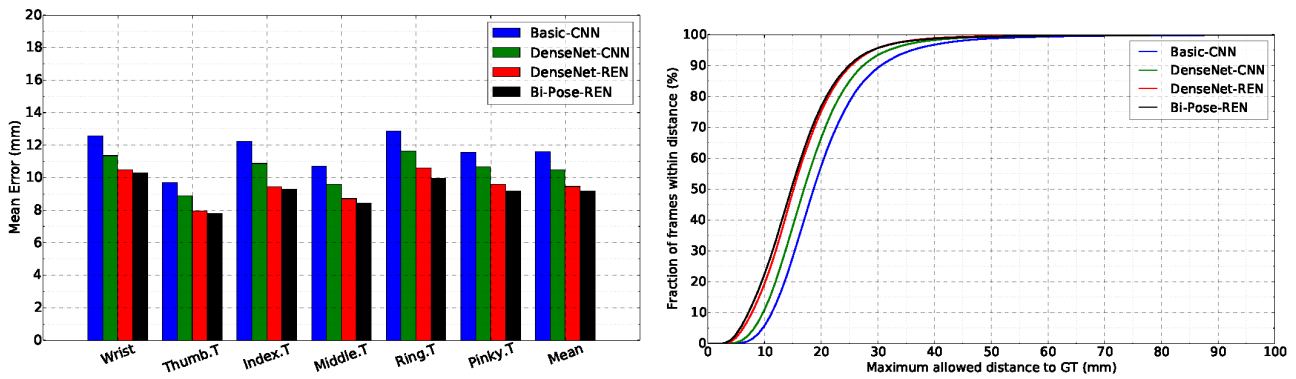 20
18
16
14
12
10
8
6
4
2
0
Mean Error (mm)
Wrist
Thumb.T
Index.T
Middle.T
Ring.T
Pinky.T
Mean
Basic-CNN
DenseNet-CNN
DenseNet-REN
Bi-Pose-REN
100
90
80
70
60
50
40
30
20
10
0
Fraction of frames within distance (%)
0 10 20 30 40 50 60 70 80 90 100
Maximum allowed distance to GT (mm)
Basic-CNN
DenseNet-CNN
DenseNet-REN
Bi-Pose-REN